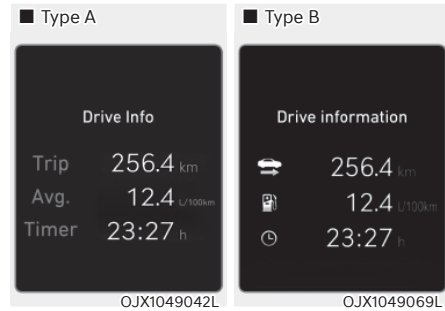 ■ Type A
Drive Info
Trip 256.4 km
Avg. 12.4 L/100km
Timer 23:27 h
OJX1049042L
■ Type B
Drive information
256.4 km
12.4 L/100km
23:27 h
OJX1049069L